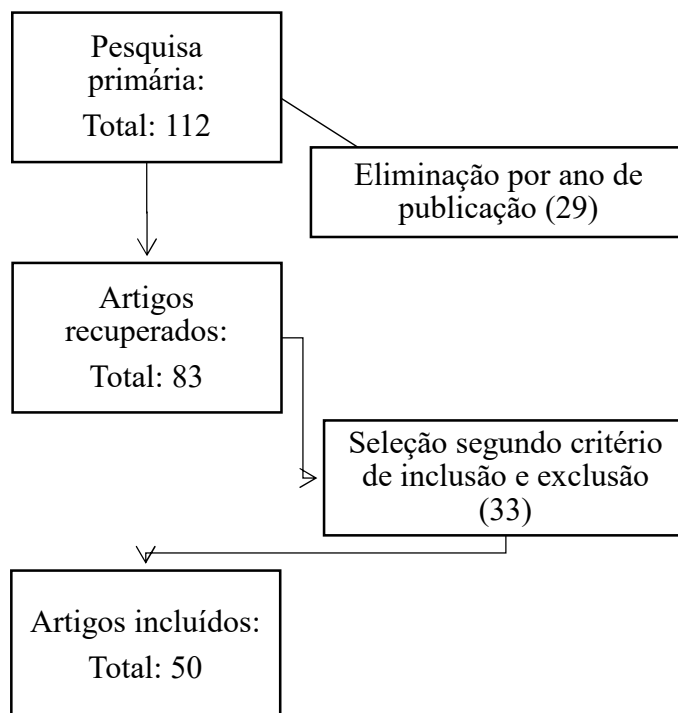 Pesquisa
primária:
Total: 112
Eliminação por ano de
publicação (29)
Artigos
recuperados:
Total: 83
Seleção segundo critério
de inclusão e exclusão
(33)
Artigos incluídos:
Total: 50